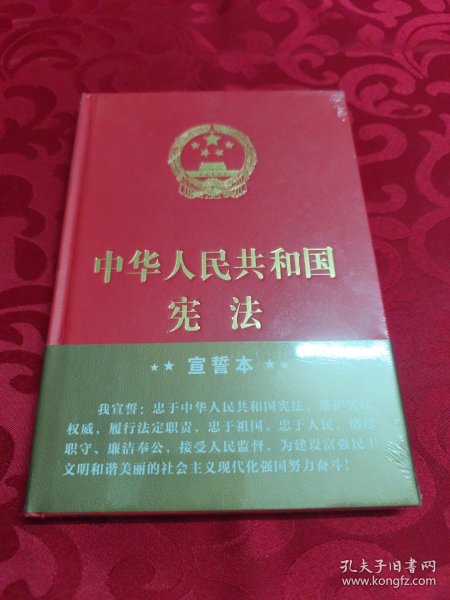 中华人民共和国
宪法
★★ 宣誓本 ★★
我宣誓：忠于中华人民共和国宪法，维护宪法
权威，履行法定职责，忠于祖国、忠于人民，恪尽
职守、廉洁奉公，接受人民监督，为建设富强民主
文明和谐美丽的社会主义现代化强国努力奋斗！
孔夫子旧书网
www.kongfz.com